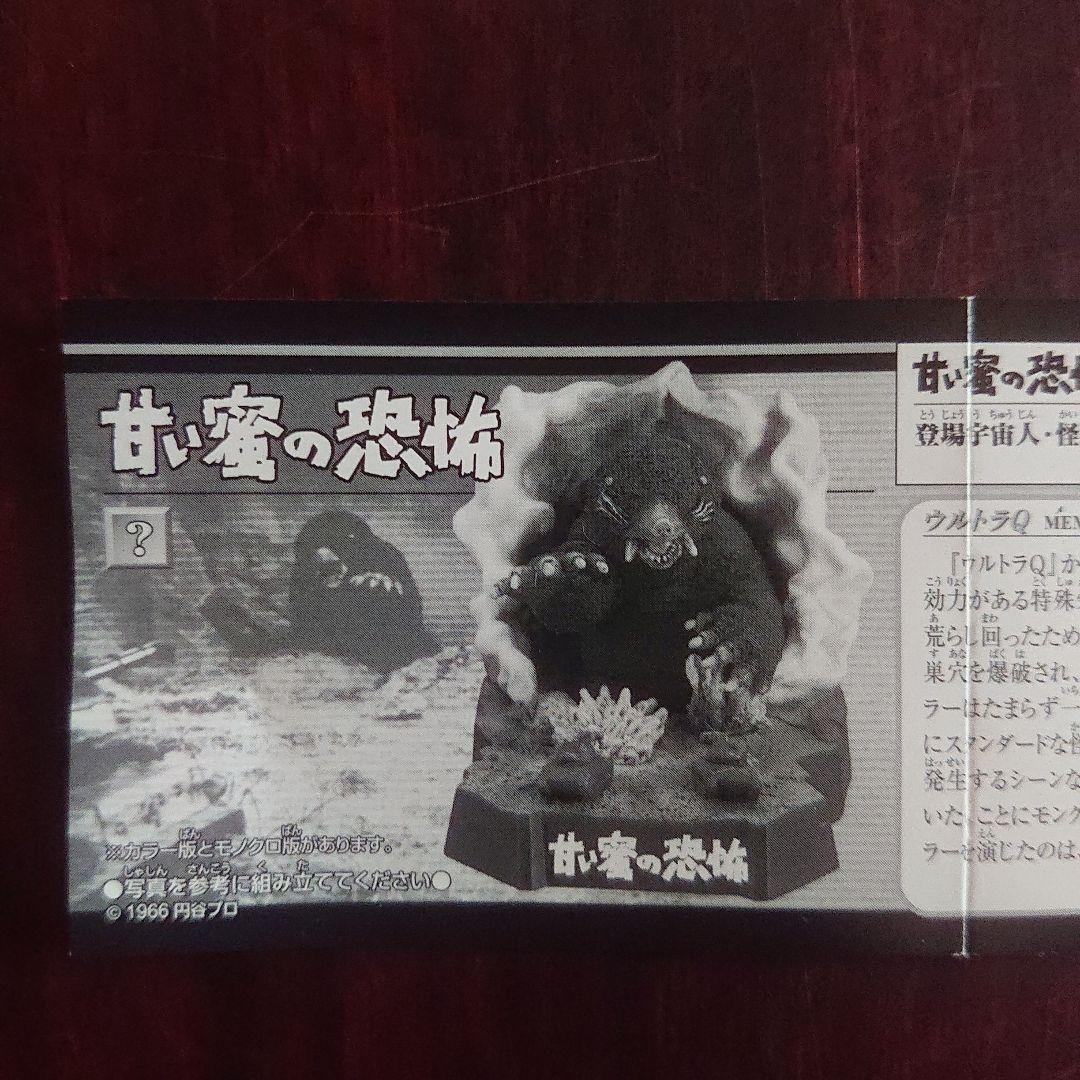 甘い蜜の恐怖
?
甘い蜜の恐怖
※カラー版とモノクロ版があります。
●写真を参考に組み立ててください●
© 1966 円谷プロ
甘い蜜の恐
登場宇宙人・怪
ウルトラQ MEM
『ウルトラQ』か
効力がある特殊
荒らし回ったため
巣穴を爆破され、
ラーはたまらず一
にスタンダードな怪
発生するシーンな
いた。ことにモング
ラーを演じたのは、